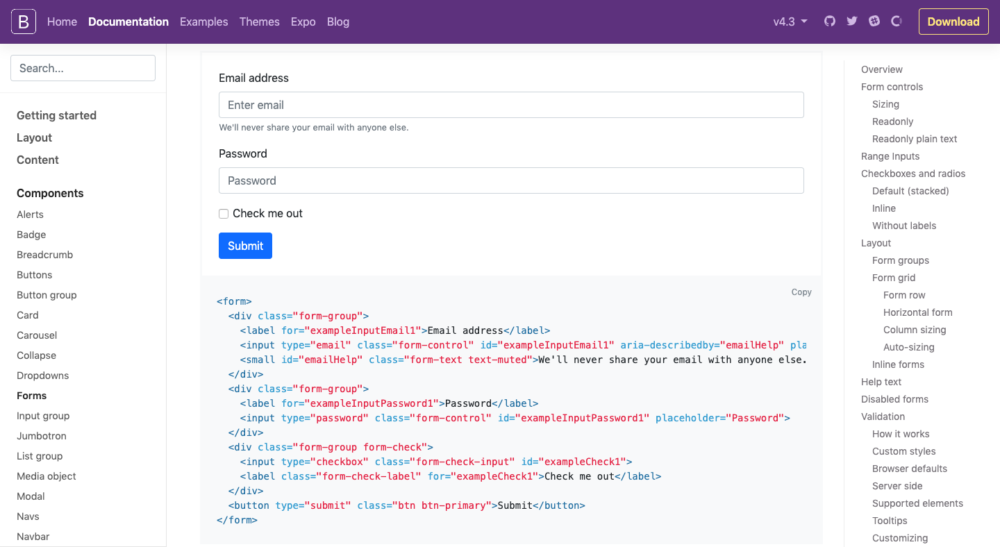 B Home Documentation Examples Themes Expo Blog v4.3 Download
Search...
Getting started
Layout
Content
Components
Alerts
Badge
Breadcrumb
Buttons
Button group
Card
Carousel
Collapse
Dropdowns
Forms
Input group
Jumbotron
List group
Media object
Modal
Navs
Navbar
Email address
Enter email
We'll never share your email with anyone else.
Password
Password
Check me out
Submit
Copy
<form>
  <div class="form-group">
    <label for="exampleInputEmail1">Email address</label>
    <input type="email" class="form-control" id="exampleInputEmail1" aria-describedby="emailHelp" pla
    <small id="emailHelp" class="form-text text-muted">We'll never share your email with anyone else.
  </div>
  <div class="form-group">
    <label for="exampleInputPassword1">Password</label>
    <input type="password" class="form-control" id="exampleInputPassword1" placeholder="Password">
  </div>
  <div class="form-group form-check">
    <input type="checkbox" class="form-check-input" id="exampleCheck1">
    <label class="form-check-label" for="exampleCheck1">Check me out</label>
  </div>
  <button type="submit" class="btn btn-primary">Submit</button>
</form>
Overview
Form controls
Sizing
Readonly
Readonly plain text
Range Inputs
Checkboxes and radios
Default (stacked)
Inline
Without labels
Layout
Form groups
Form grid
Form row
Horizontal form
Column sizing
Auto-sizing
Inline forms
Help text
Disabled forms
Validation
How it works
Custom styles
Browser defaults
Server side
Supported elements
Tooltips
Customizing